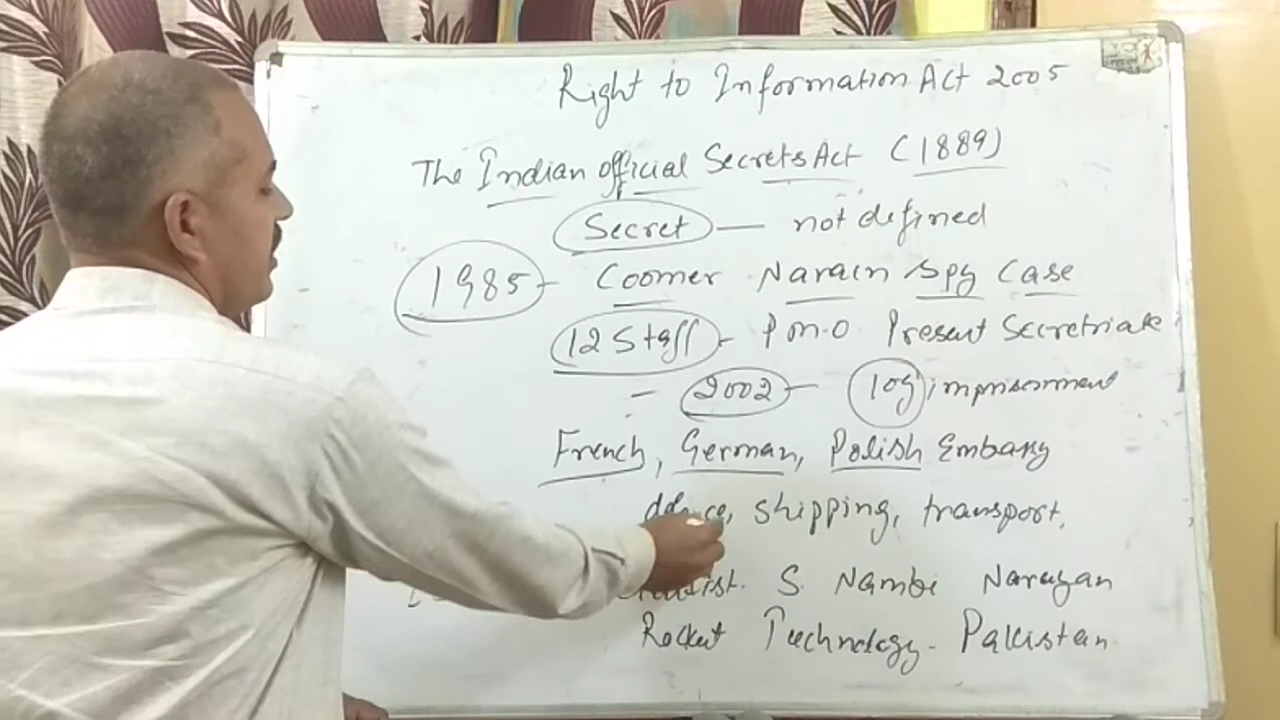 Right to Information Act 2005
The Indian official Secrets Act (1889)
Secret — not defined
1985 - Coomer Narain Spy Case
12 Staff - P.M.O Present Secretriate
= 2002 - 10y imprisonment
French, German, Polish Embassy
shipping, transport.
S. Nambi Narayan
Rocket Technology - Pakistan